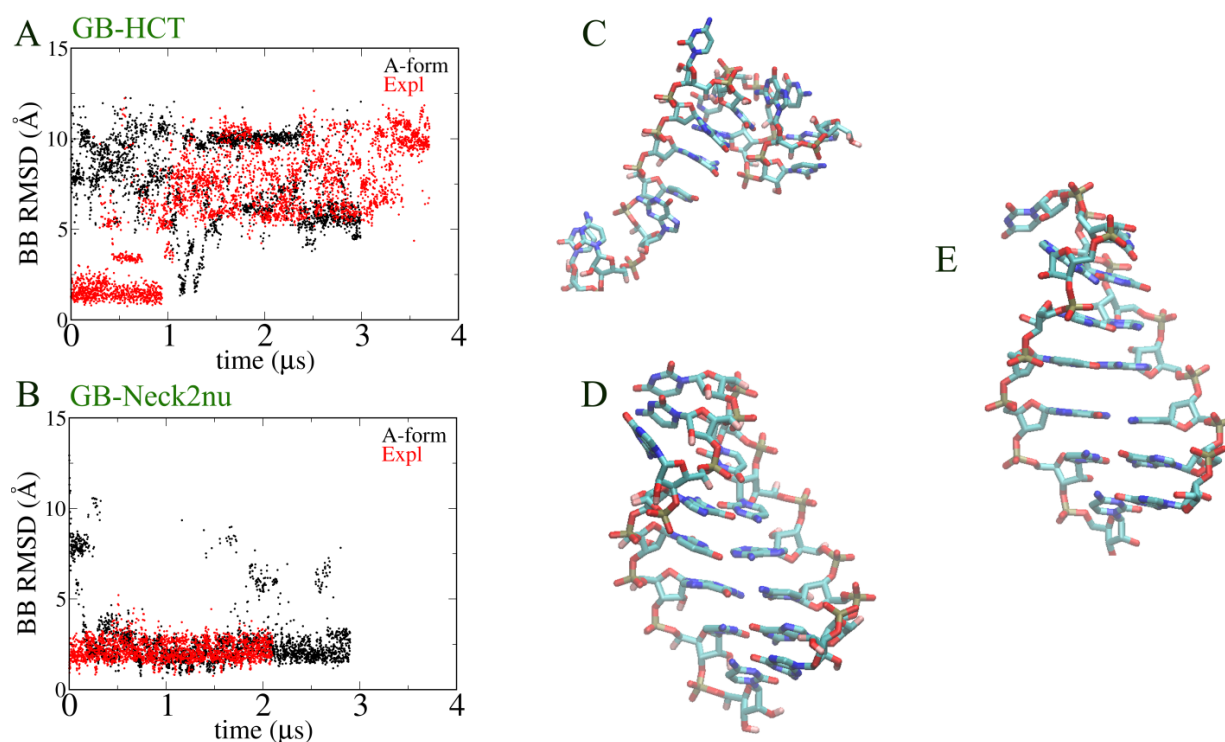 A GB-HCT
15
10
5
0
BB RMSD (Å)
A-form
Expl
0 1 2 3 4
time (μs)
B GB-Neck2nu
15
10
5
0
BB RMSD (Å)
A-form
Expl
0 1 2 3 4
time (μs)
C
D
E